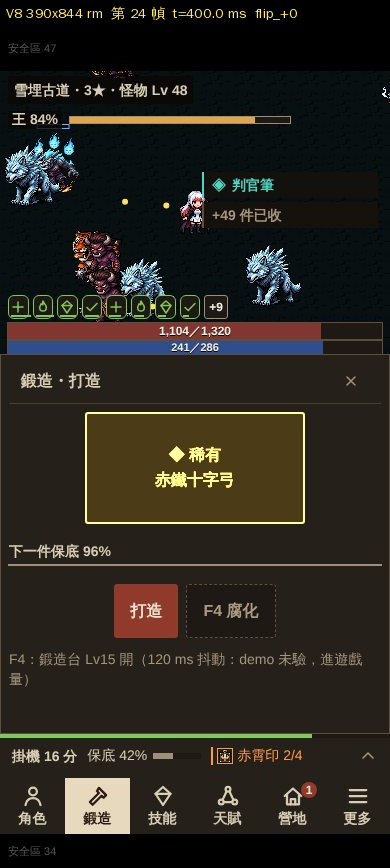 V8 390x844 rm 第 24 幀 t=400.0 ms flip_+0
安全區 47
雪埋古道・3★・怪物 Lv 48
王 84%
◈ 判官筆
+49 件已收
+9
1,104／1,320
241／286
鍛造・打造
×
◆ 稀有
赤鐵十字弓
下一件保底 96%
打造
F4 腐化
F4：鍛造台 Lv15 開（120 ms 抖動：demo 未驗，進遊戲
量）
掛機 16 分 保底 42% 赤霄印 2/4
角色 鍛造 技能 天賦 營地 1 更多
安全區 34